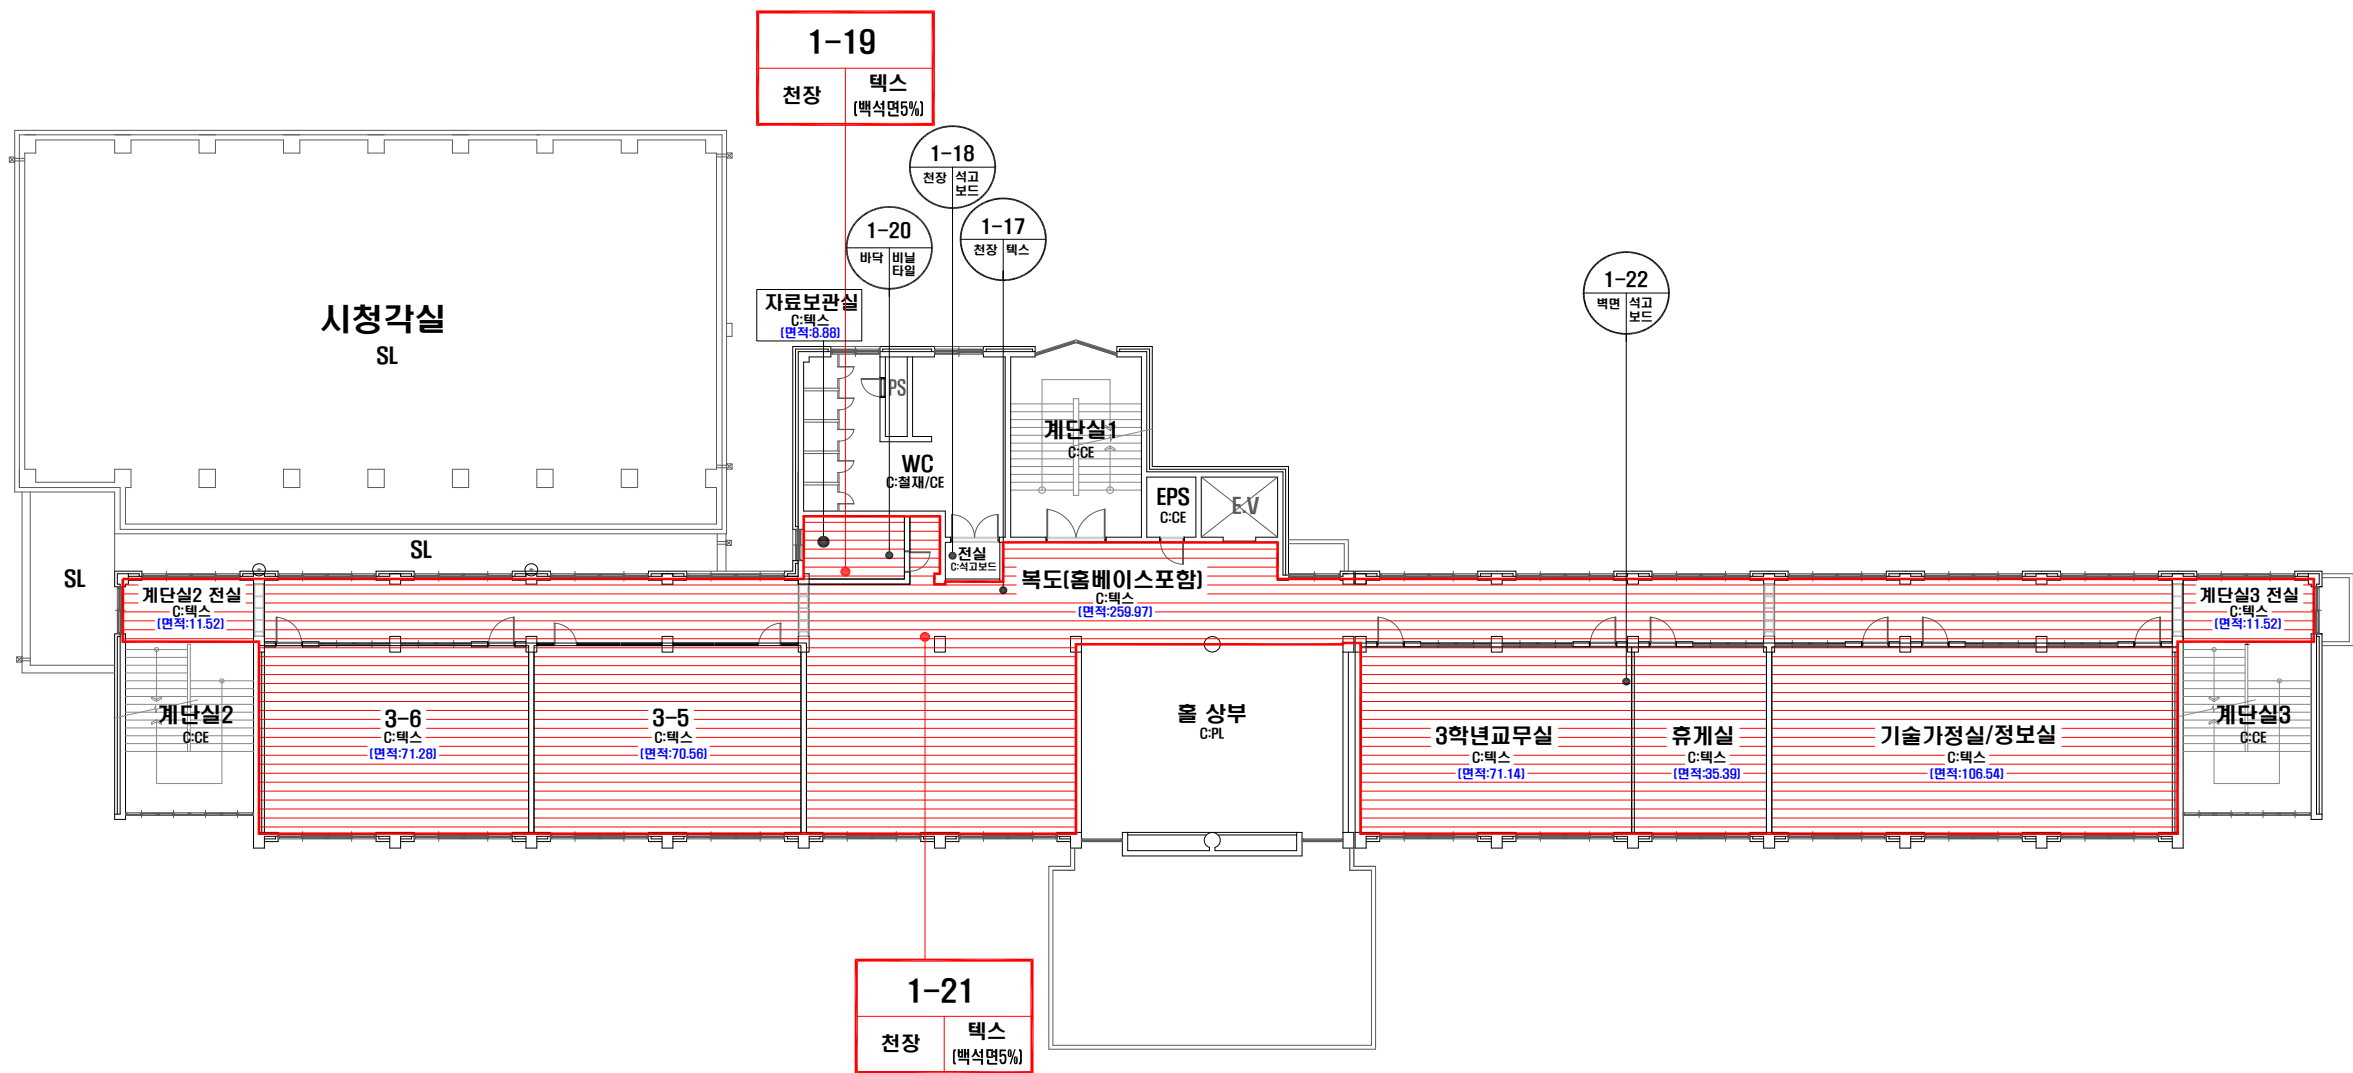 1-19
천장
텍스
(백석면5%)
1-18
천장
석고
보드
1-20
바닥
비닐
타일
1-17
천장
텍스
1-22
벽면
석고
보드
자료보관실
C:텍스
(면적:8.88)
시청각실
SL
PS
WC
C:철재/CE
계단실1
C:CE
EPS
C:CE
E.V
SL
SL
전실
C:석고보드
복도(홈베이스포함)
C:텍스
(면적:259.97)
계단실2 전실
C:텍스
(면적:11.52)
계단실3 전실
C:텍스
(면적:11.52)
계단실2
C:CE
3-6
C:텍스
(면적:71.28)
3-5
C:텍스
(면적:70.56)
홀 상부
C:PL
3학년교무실
C:텍스
(면적:71.14)
휴게실
C:텍스
(면적:35.39)
기술가정실/정보실
C:텍스
(면적:106.54)
계단실3
C:CE
1-21
천장
텍스
(백석면5%)